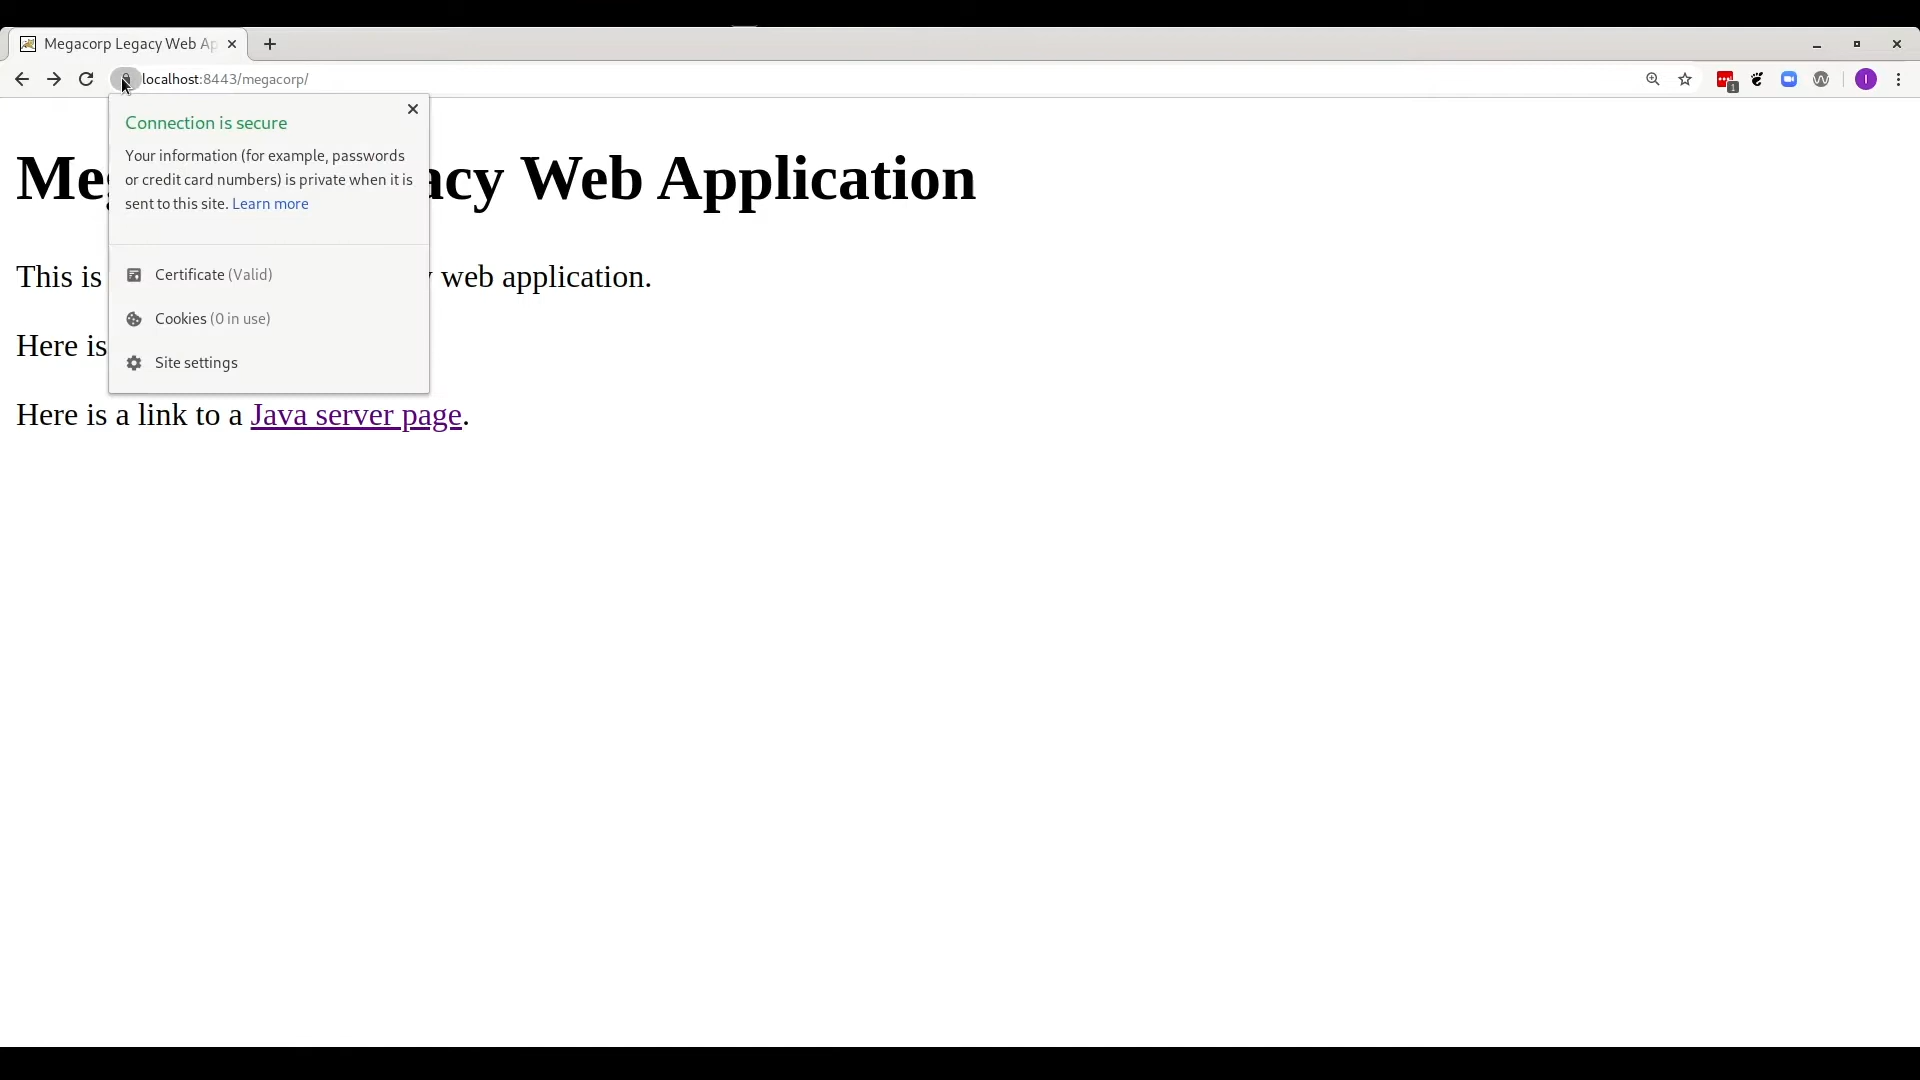 Megacorp Legacy Web Ap
localhost:8443/megacorp/
1
I
Connection is secure
Your information (for example, passwords
or credit card numbers) is private when it is
sent to this site. Learn more
Certificate (Valid)
Cookies (0 in use)
Site settings
acy Web Application
This is
web application.
Here is
Here is a link to a Java server page.